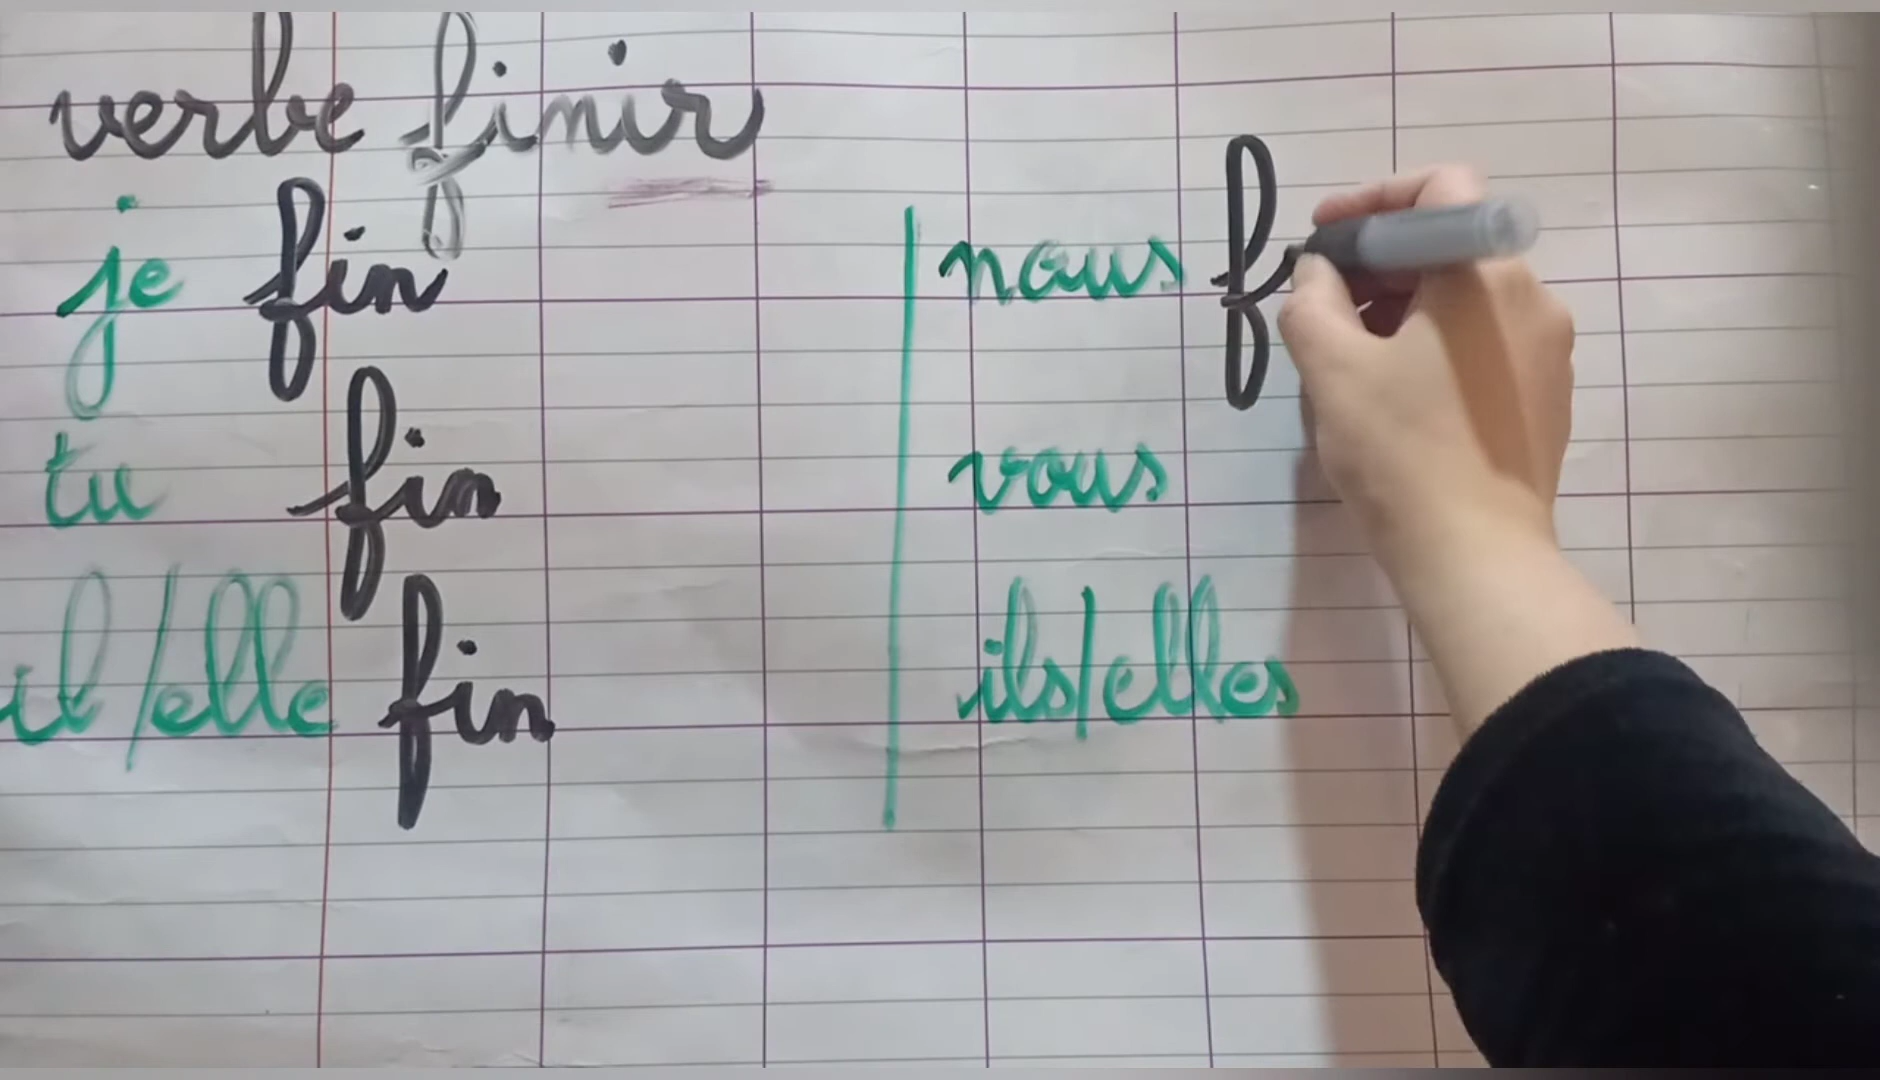 verbe finir
je fin
tu fin
il/elle fin
nous f
vous
ils/elles